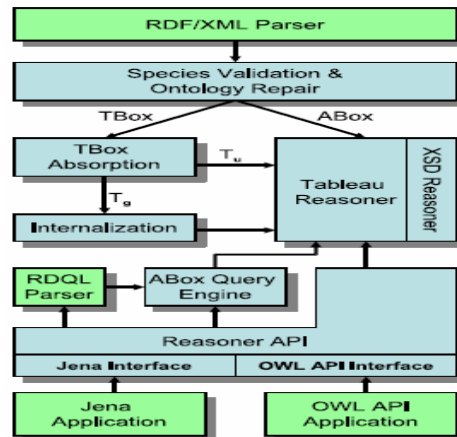 RDF/XML Parser
Species Validation &
Ontology Repair
TBox
ABox
TBox
Absorption
Tu
Tg
Internalization
Tableau
Reasoner
XSD Reasoner
RDQL
Parser
ABox Query
Engine
Reasoner API
Jena Interface
OWL API Interface
Jena
Application
OWL API
Application